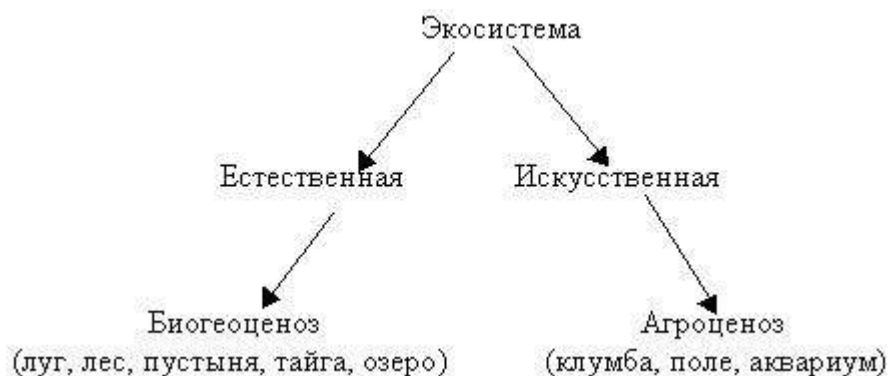 Экосистема
Естественная
Искусственная
Биогеоценоз
(луг, лес, пустыня, тайга, озеро)
Агроценоз
(клумба, поле, аквариум)